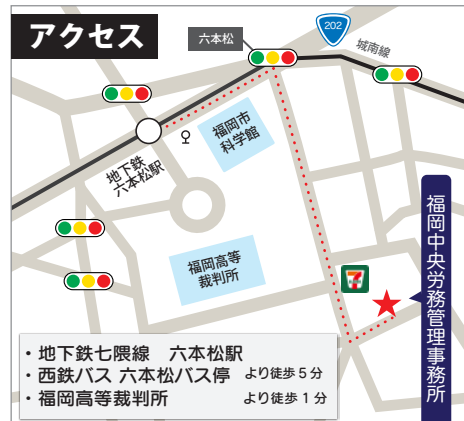 アクセス
六本松
202
城南線
福岡市
科学館
地下鉄
六本松駅
福岡高等
裁判所
7
福岡中央労務管理事務所
・地下鉄七隈線 六本松駅
・西鉄バス 六本松バス停 より徒歩5分
・福岡高等裁判所 より徒歩1分